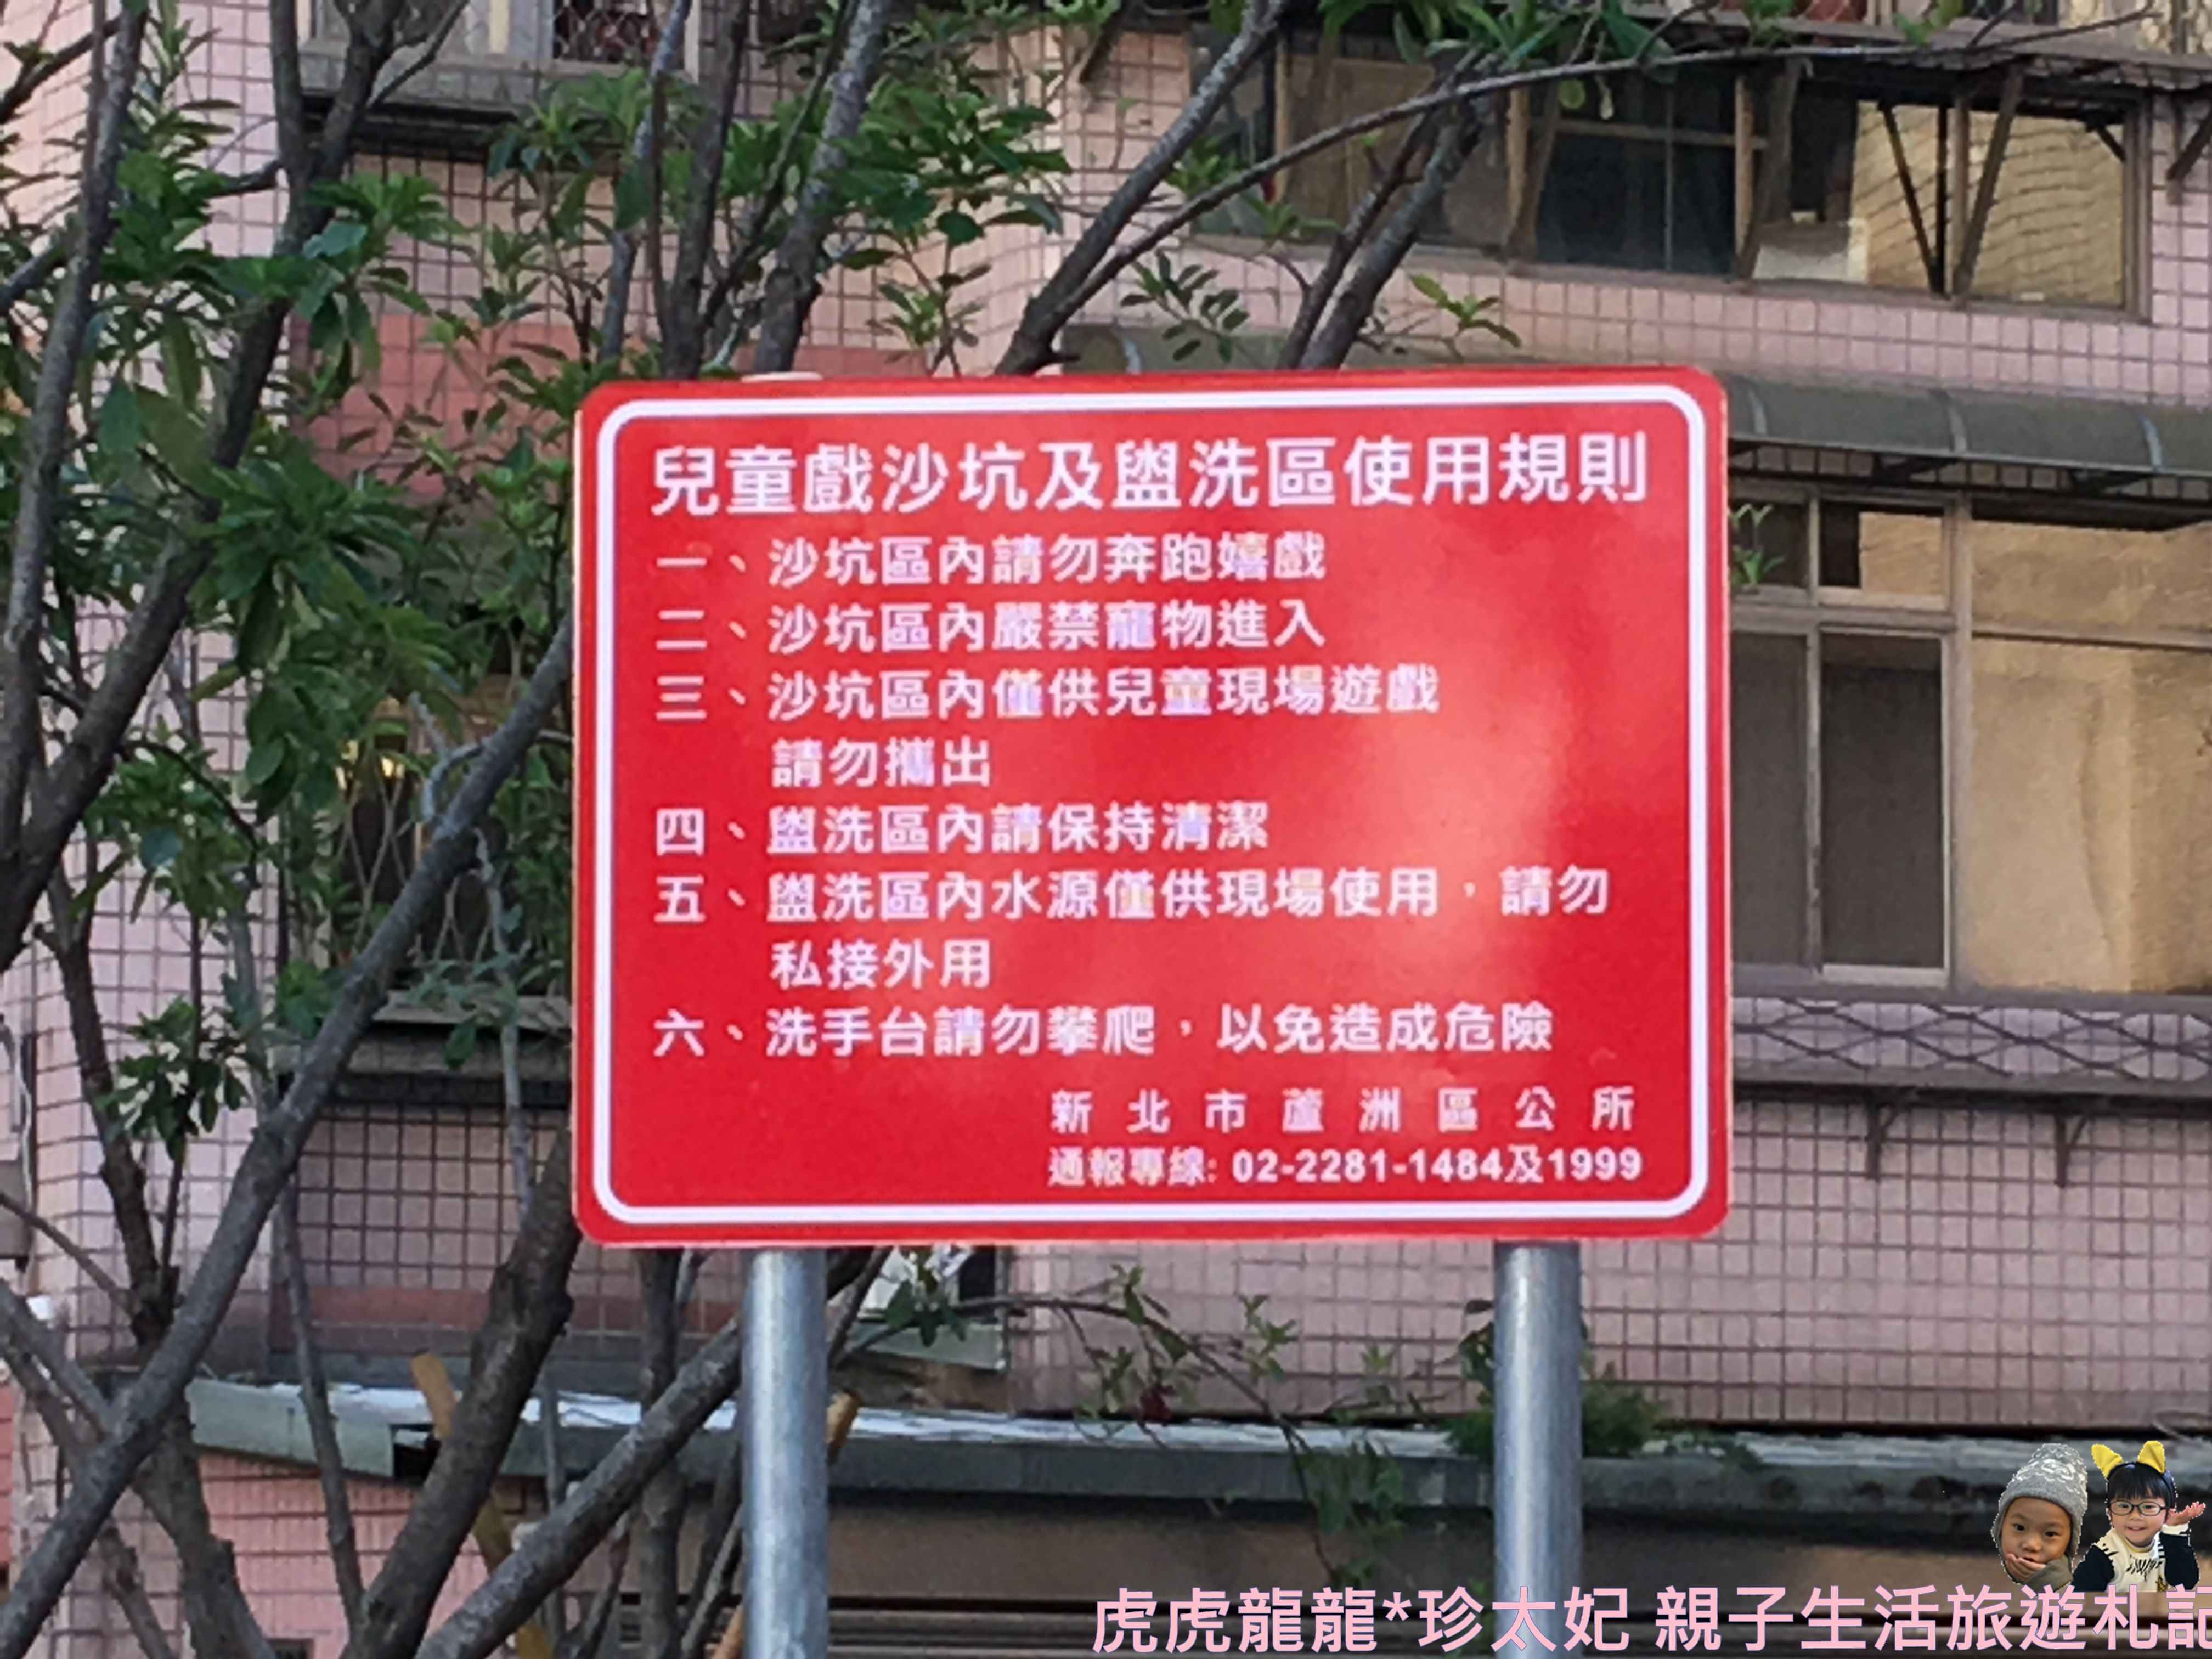 兒童戲沙坑及盥洗區使用規則
一、沙坑區內請勿奔跑嬉戲
二、沙坑區內嚴禁寵物進入
三、沙坑區內僅供兒童現場遊戲
請勿攜出
四、盥洗區內請保持清潔
五、盥洗區內水源僅供現場使用，請勿
私接外用
六、洗手台請勿攀爬，以免造成危險
新北市蘆洲區公所
通報專線: 02-2281-1484及1999
虎虎龍龍*珍太妃 親子生活旅遊札記